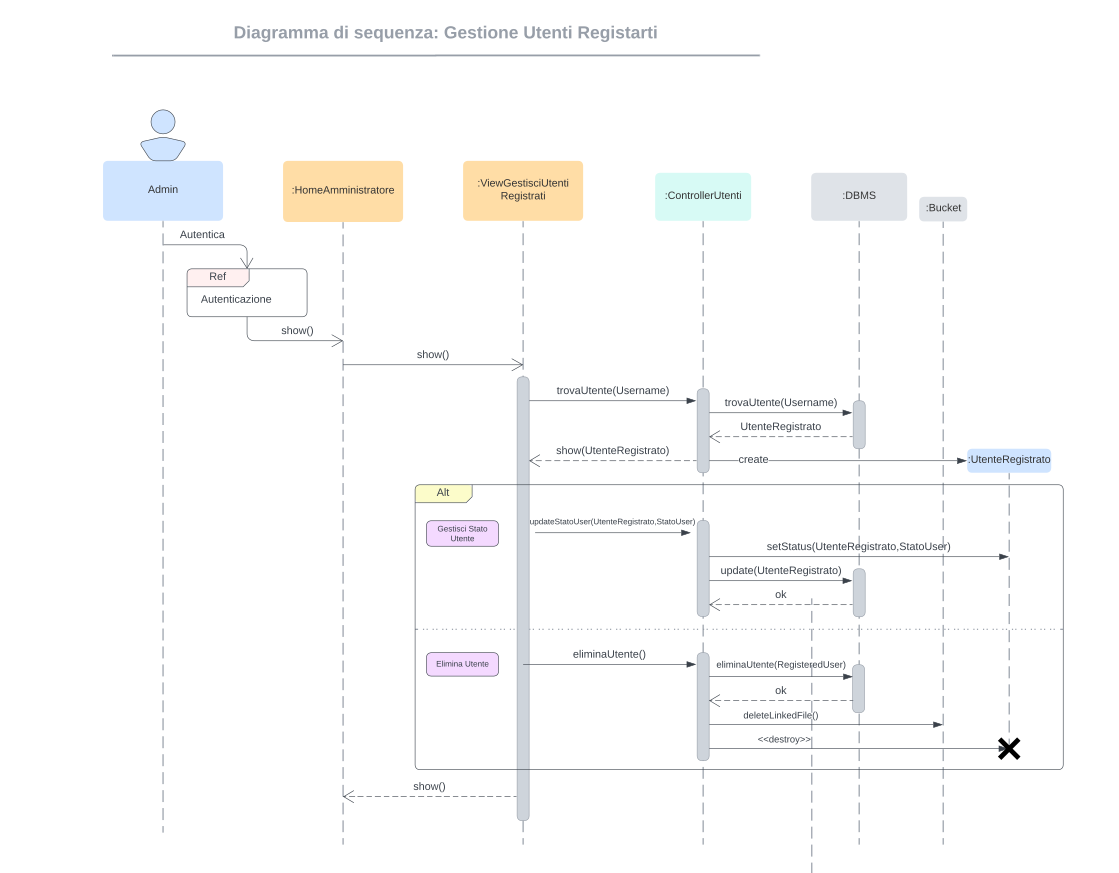 Diagramma di sequenza: Gestione Utenti Registarti
Admin
:HomeAmministratore
:ViewGestisciUtenti
Registrati
:ControllerUtenti
:DBMS
:Bucket
Autentica
Ref
Autenticazione
show()
show()
trovaUtente(Username)
trovaUtente(Username)
UtenteRegistrato
show(UtenteRegistrato)
create
:UtenteRegistrato
Alt
Gestisci Stato
Utente
updateStatoUser(UtenteRegistrato,StatoUser)
setStatus(UtenteRegistrato,StatoUser)
update(UtenteRegistrato)
ok
Elimina Utente
eliminaUtente()
eliminaUtente(RegisteredUser)
ok
deleteLinkedFile()
<<destroy>>
show()